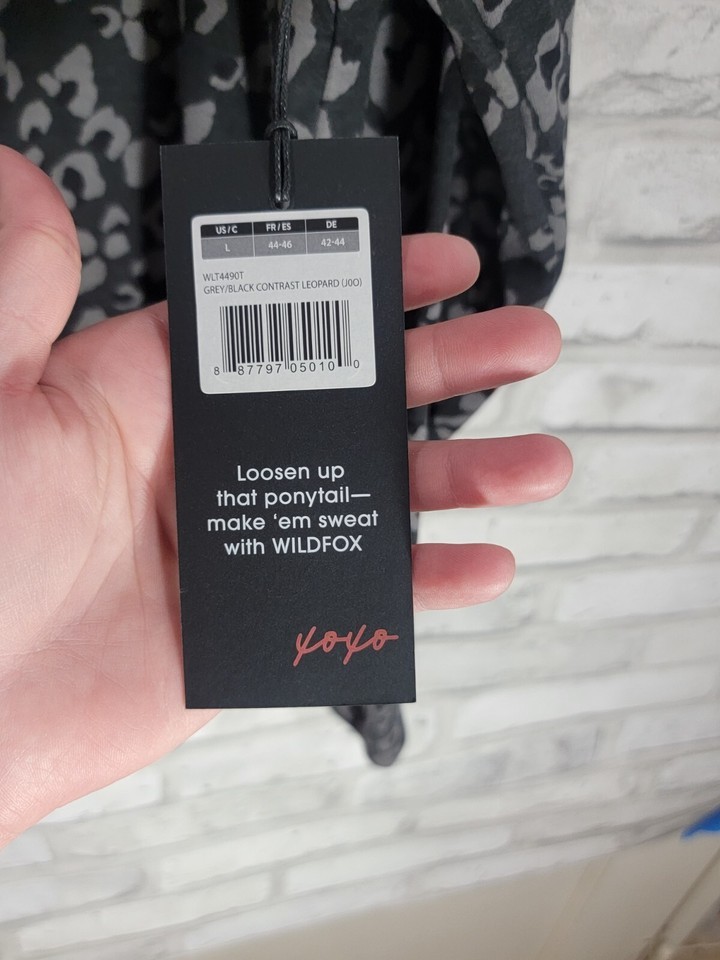 US/C FR/ES DE
L 44-46 42-44
WLT4490T
GREY/BLACK CONTRAST LEOPARD (J0O)
8 87797 05010 0
Loosen up
that ponytail—
make ‘em sweat
with WILDFOX
xoxo